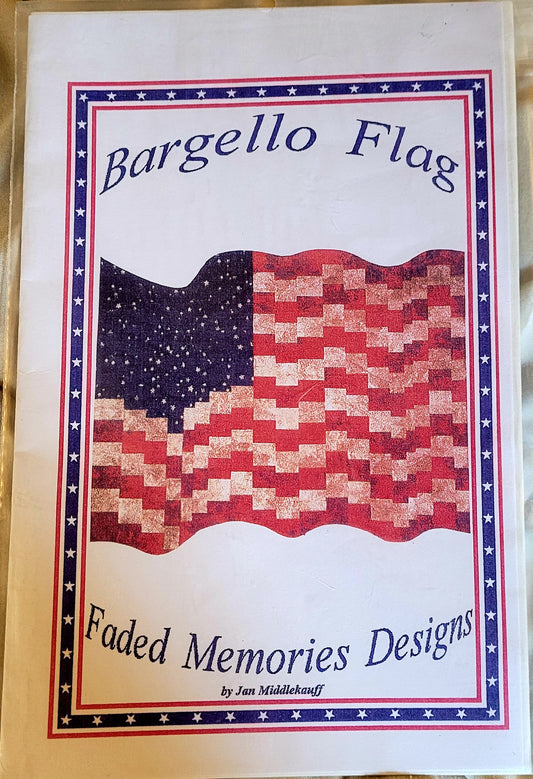 Bargello Flag
Faded Memories Designs
by Jan Middlekauff